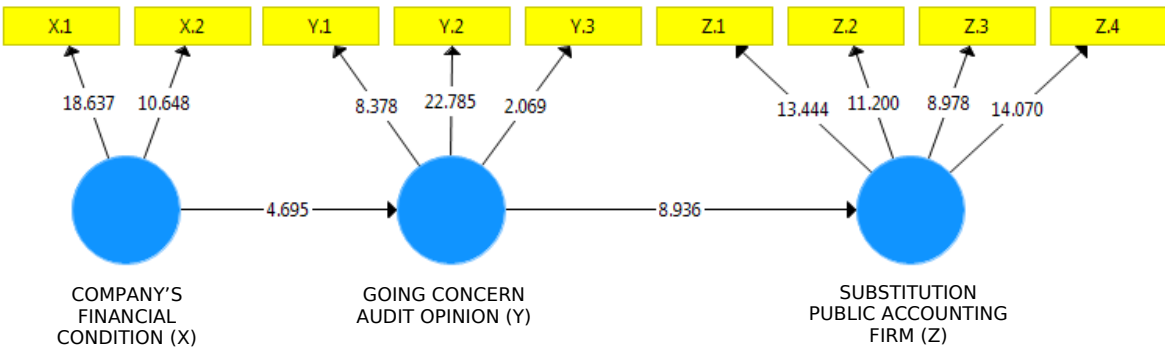 X.1 X.2 Y.1 Y.2 Y.3 Z.1 Z.2 Z.3 Z.4
18.637 10.648 8.378 22.785 2.069 13.444 11.200 8.978 14.070
4.695 8.936
COMPANY'S
FINANCIAL
CONDITION (X)
GOING CONCERN
AUDIT OPINION (Y)
SUBSTITUTION
PUBLIC ACCOUNTING
FIRM (Z)